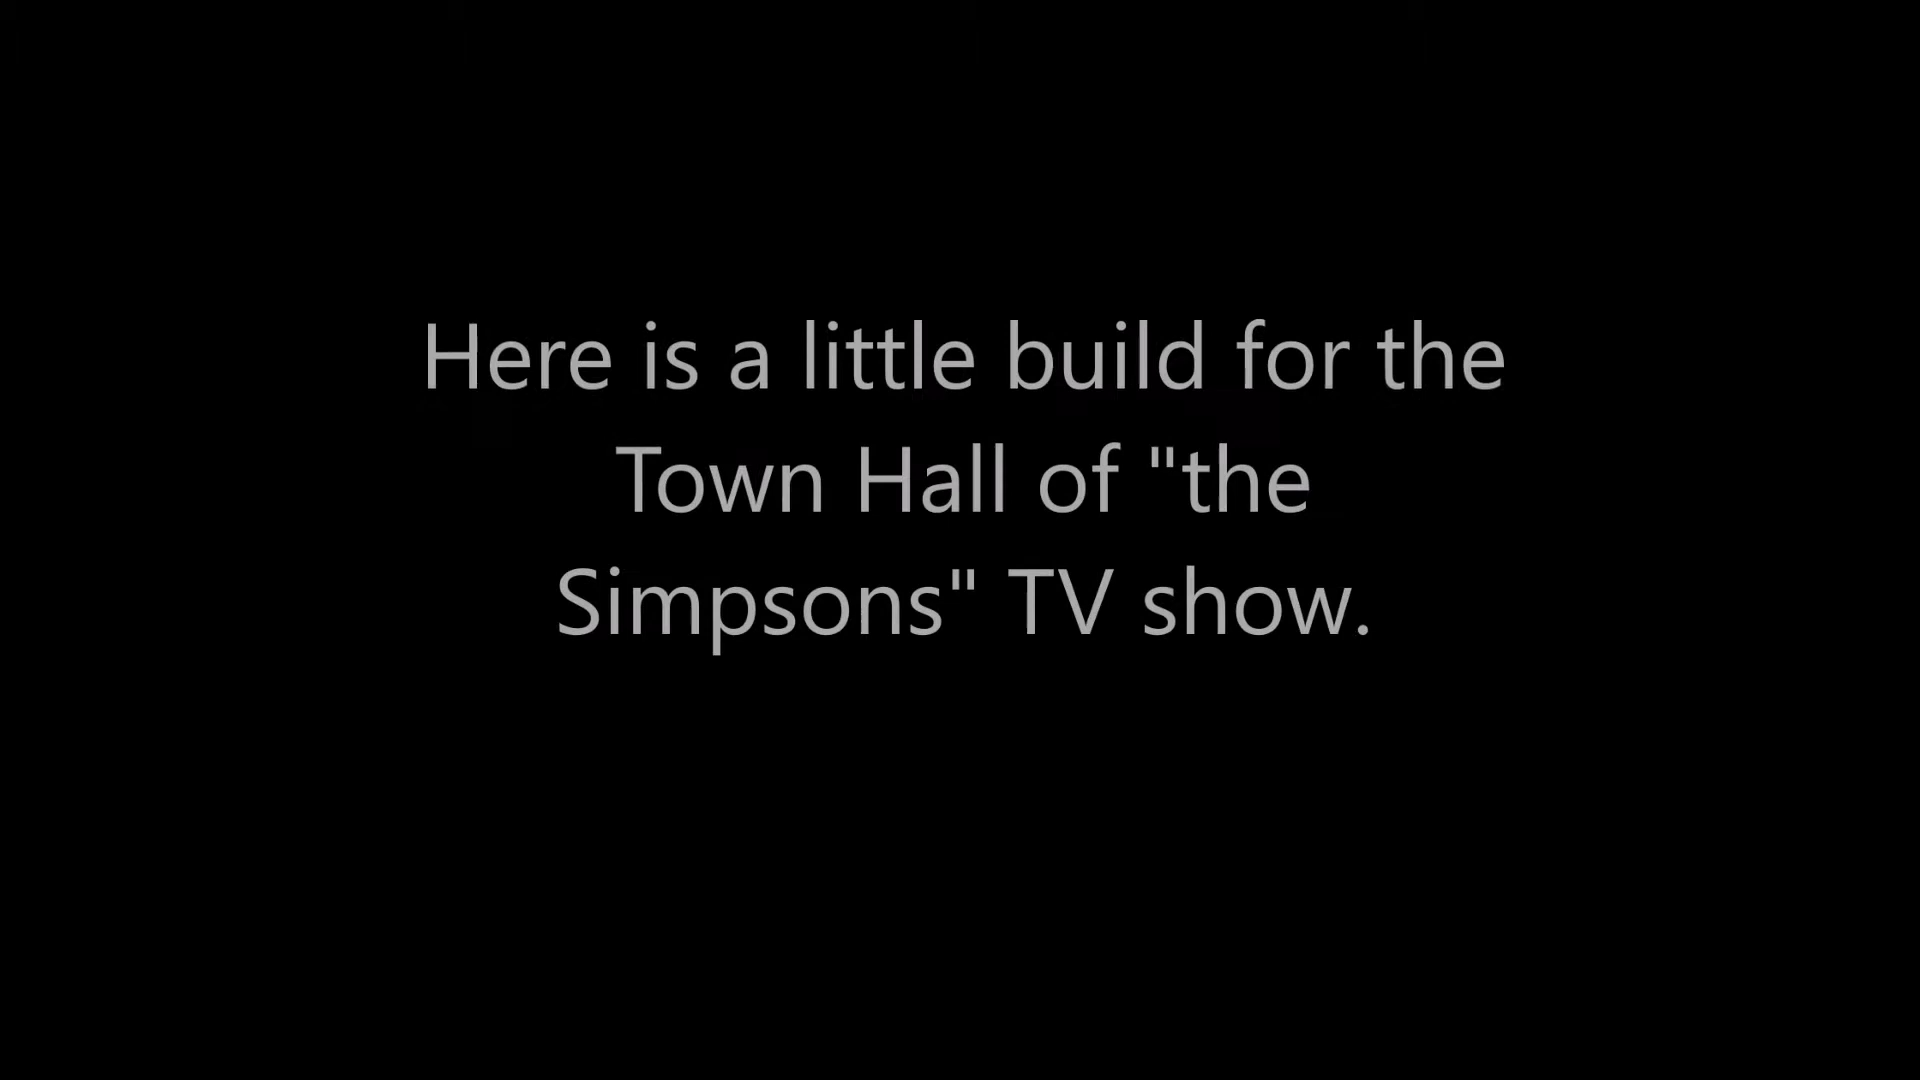 Here is a little build for the
Town Hall of "the
Simpsons" TV show.